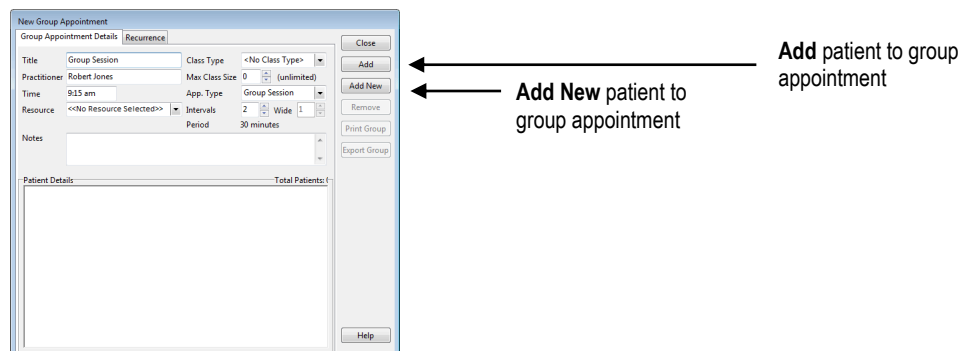 New Group Appointment
Group Appointment Details Recurrence
Close
Title Group Session Class Type <No Class Type>
Add
Practitioner Robert Jones Max Class Size 0 (unlimited)
Add New
Time 9:15 am App. Type Group Session
Resource <<No Resource Selected>> Intervals 2 Wide 1
Remove
Period 30 minutes
Print Group
Notes
Export Group
Patient Details Total Patients: (
Help
Add patient to group
appointment
Add New patient to
group appointment